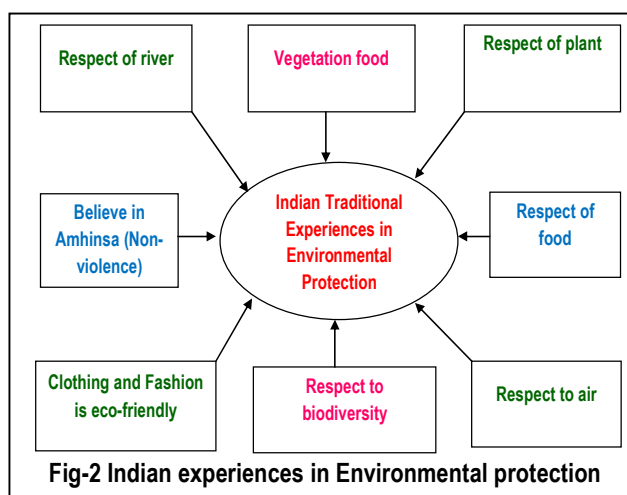 Respect of river
Vegetation food
Respect of plant
Believe in
Amhinsa (Non-
violence)
Indian Traditional
Experiences in
Environmental
Protection
Respect of
food
Clothing and Fashion
is eco-friendly
Respect to
biodiversity
Respect to air
Fig-2 Indian experiences in Environmental protection